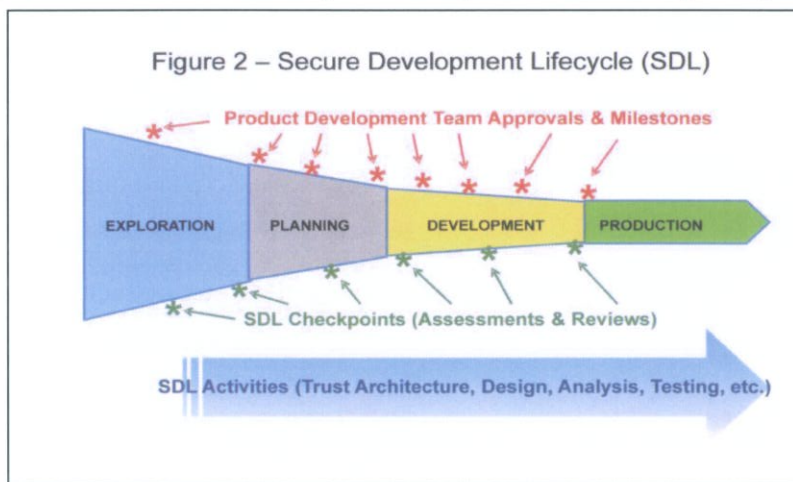 Figure 2 – Secure Development Lifecycle (SDL)
Product Development Team Approvals & Milestones
EXPLORATION
PLANNING
DEVELOPMENT
PRODUCTION
SDL Checkpoints (Assessments & Reviews)
SDL Activities (Trust Architecture, Design, Analysis, Testing, etc.)